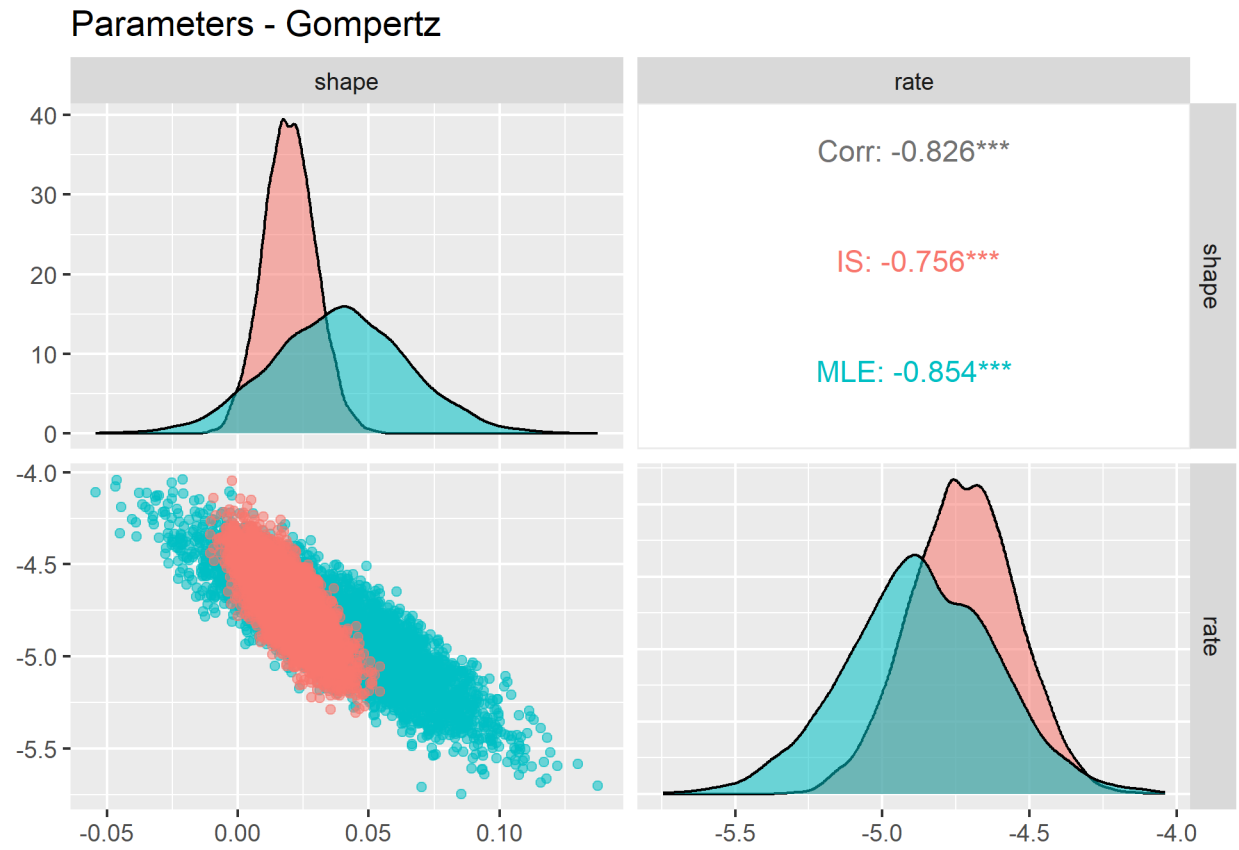 Parameters - Gompertz
shape
rate
40
30
20
10
0
Corr: -0.826***
IS: -0.756***
MLE: -0.854***
shape
-4.0
-4.5
-5.0
-5.5
rate
-0.05 0.00 0.05 0.10
-5.5 -5.0 -4.5 -4.0